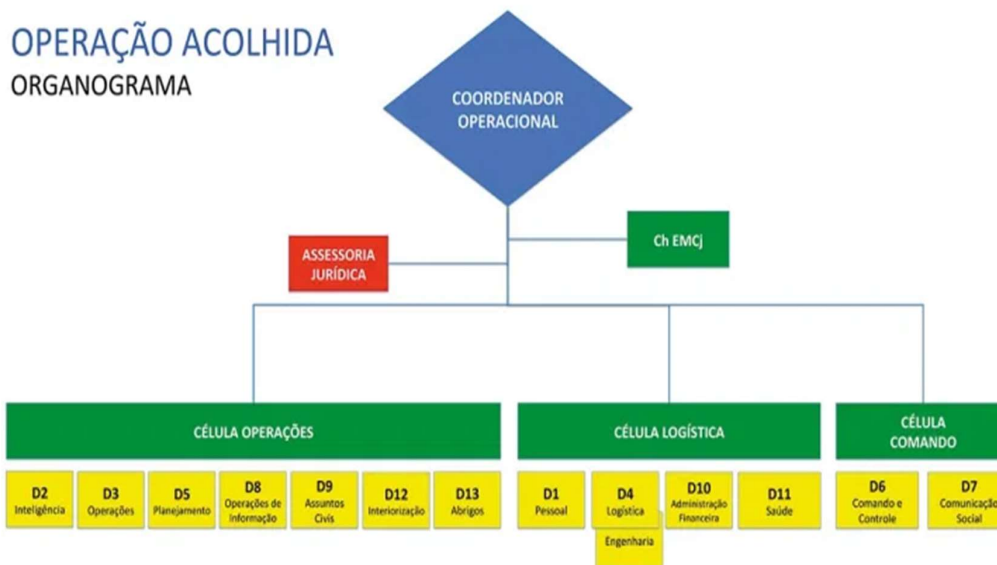 OPERAÇÃO ACOLHIDA
ORGANOGRAMA
COORDENADOR
OPERACIONAL
Ch EMCj
ASSESSORIA
JURÍDICA
CÉLULA OPERAÇÕES
CÉLULA LOGÍSTICA
CÉLULA
COMANDO
D2
Inteligência
D3
Operações
D5
Planejamento
D8
Operações de
Informação
D9
Assuntos
Civis
D12
Interiorização
D13
Abrigos
D1
Pessoal
D4
Logística
Engenharia
D10
Administração
Financeira
D11
Saúde
D6
Comando e
Controle
D7
Comunicação
Social